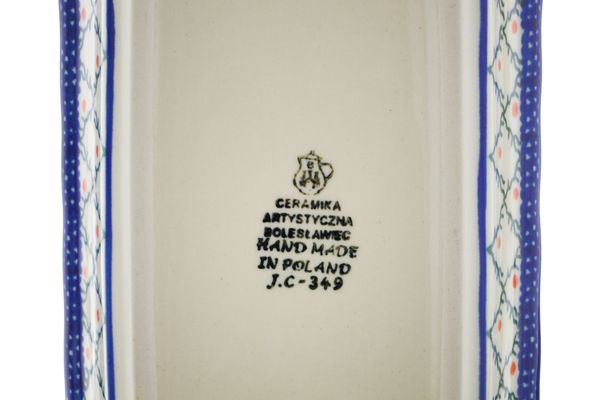 CERAMIKA
ARTYSTYCZNA
BOLESŁAWIEC
HAND MADE
IN POLAND
J.C-349